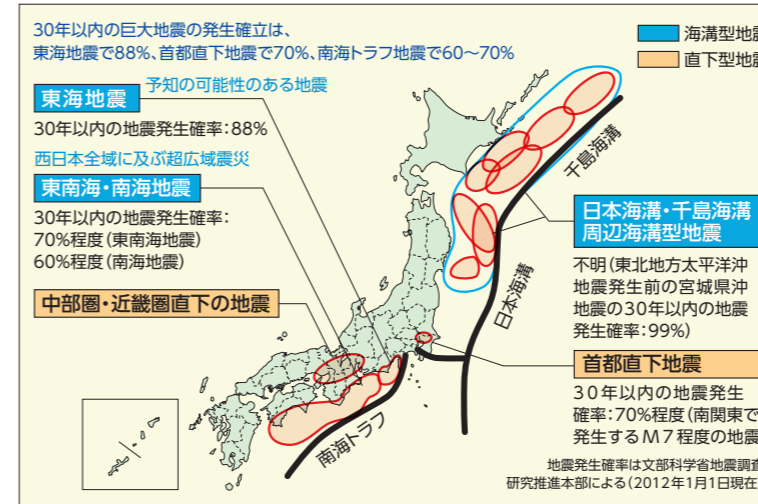 30年以内の巨大地震の発生確立は、
東海地震で88%、首都直下地震で70%、南海トラフ地震で60〜70%
海溝型地震
直下型地震
東海地震
予知の可能性のある地震
30年以内の地震発生確率：88%
西日本全域に及ぶ超広域震災
東南海・南海地震
30年以内の地震発生確率：
70%程度（東南海地震）
60%程度（南海地震）
中部圏・近畿圏直下の地震
千島海溝
日本海溝
南海トラフ
日本海溝・千島海溝
周辺海溝型地震
不明（東北地方太平洋沖
地震発生前の宮城県沖
地震の30年以内の地震
発生確率：99%）
首都直下地震
30年以内の地震発生
確率：70%程度（南関東で
発生するM7程度の地震
地震発生確率は文部科学省地震調査
研究推進本部による（2012年1月1日現在